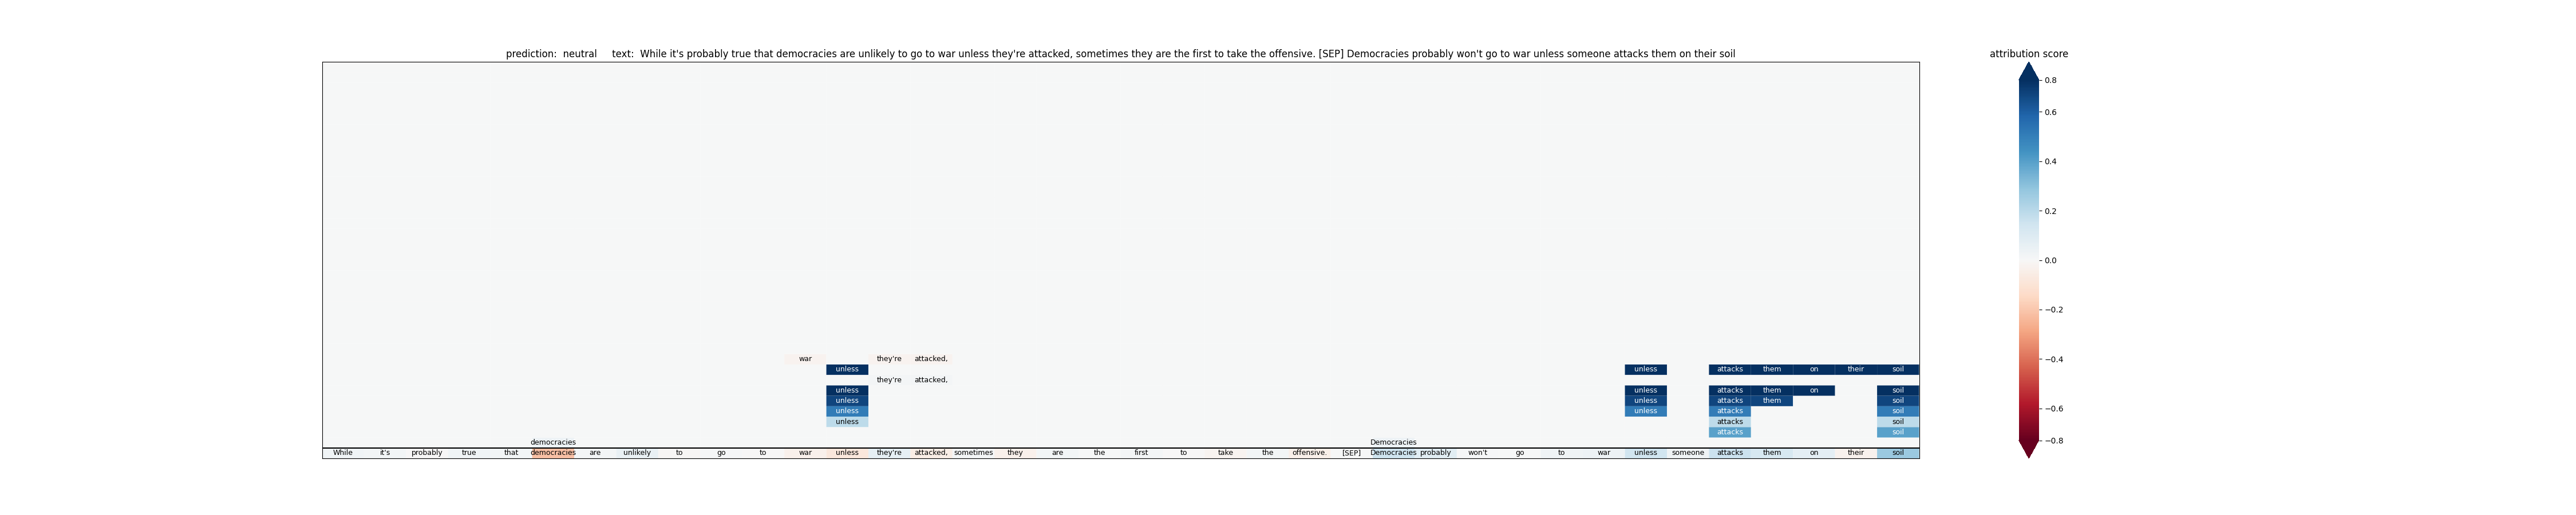 prediction: neutral text: While it's probably true that democracies are unlikely to go to war unless they're attacked, sometimes they are the first to take the offensive. [SEP] Democracies probably won't go to war unless someone attacks them on their soil
attribution score
0.8
0.6
0.4
0.2
0.0
−0.2
−0.4
−0.6
−0.8
war they're attacked,
unless unless attacks them on their soil
they're attacked,
unless unless attacks them on soil
unless unless attacks them soil
unless unless attacks soil
unless attacks soil
attacks soil
democracies Democracies
While it's probably true that democracies are unlikely to go to war unless they're attacked, sometimes they are the first to take the offensive. [SEP] Democracies probably won't go to war unless someone attacks them on their soil